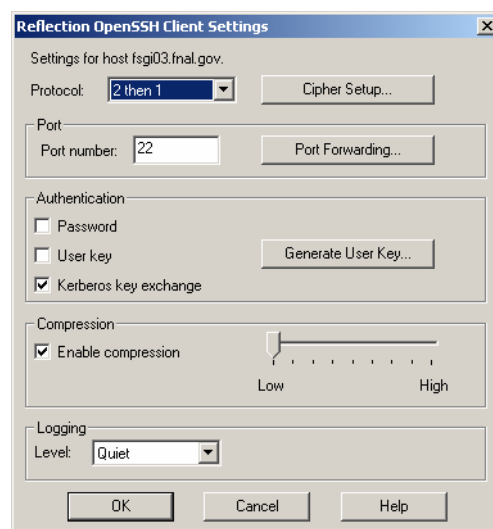 Reflection OpenSSH Client Settings
Settings for host fsgi03.fnal.gov.
Protocol: 2 then 1 Cipher Setup...
Port
Port number: 22 Port Forwarding...
Authentication
Password
User key Generate User Key...
Kerberos key exchange
Compression
Enable compression
Low High
Logging
Level: Quiet
OK Cancel Help